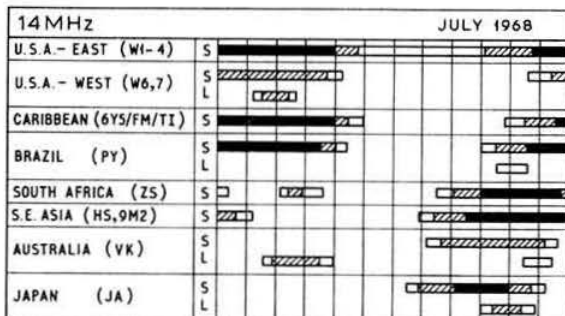 14MHz JULY 1968
U.S.A.- EAST (W1-4) S
U.S.A.- WEST (W6,7) S
L
CARIBBEAN (6Y5/FM/TI) S
BRAZIL (PY) S
L
SOUTH AFRICA (ZS) S
S.E. ASIA (HS,9M2) S
AUSTRALIA (VK) S
L
JAPAN (JA) S
L